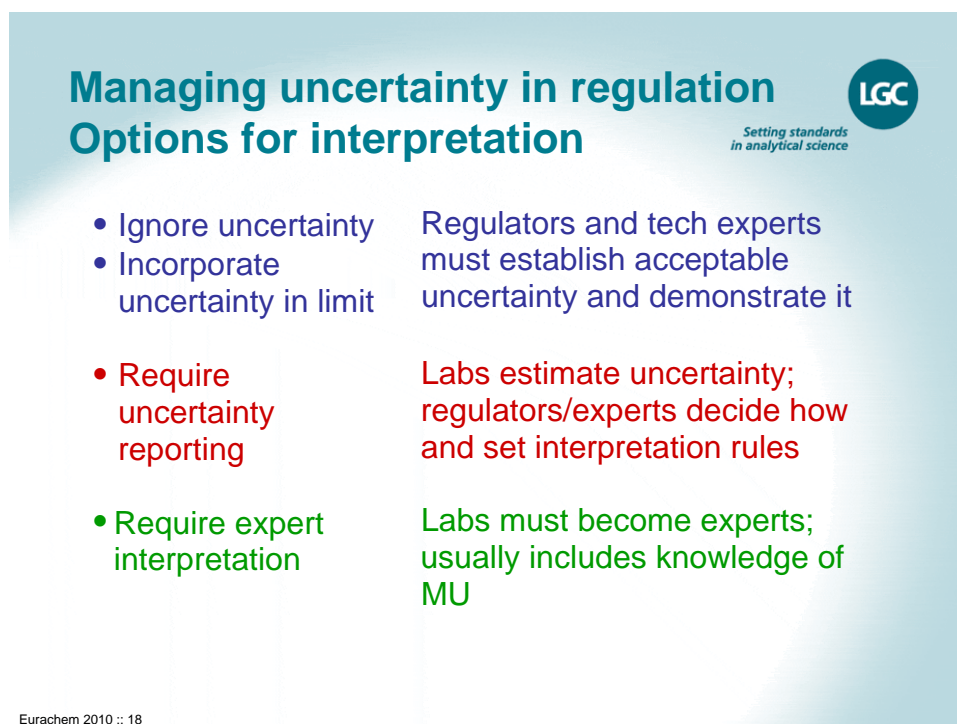 Managing uncertainty in regulation
Options for interpretation
LGC
Setting standards
in analytical science
• Ignore uncertainty
• Incorporate
uncertainty in limit
Regulators and tech experts
must establish acceptable
uncertainty and demonstrate it
• Require
uncertainty
reporting
Labs estimate uncertainty;
regulators/experts decide how
and set interpretation rules
• Require expert
interpretation
Labs must become experts;
usually includes knowledge of
MU
Eurachem 2010 :: 18